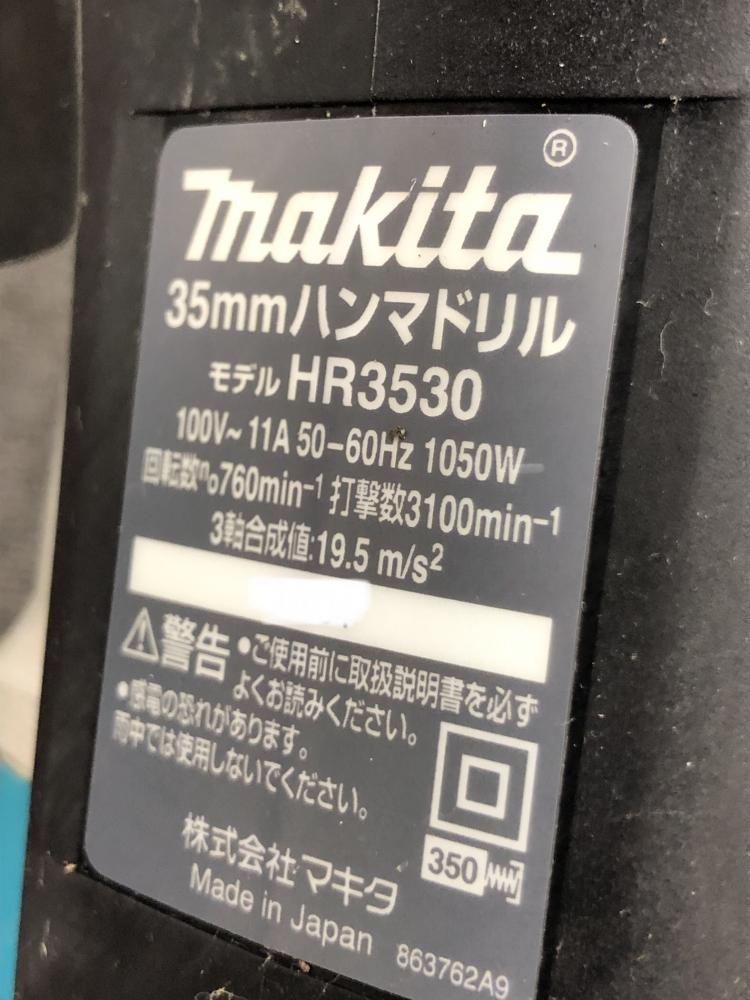 makita®
35mmハンマドリル
モデル HR3530
100V~ 11A 50-60Hz 1050W
回転数n₀760min⁻¹ 打撃数3100min⁻¹
3軸合成値:19.5 m/s²
⚠警告 •ご使用前に取扱説明書を必ず
よくお読みください。
•感電の恐れがあります。
雨中では使用しないでください。
350
株式会社マキタ
Made in Japan 863762A9